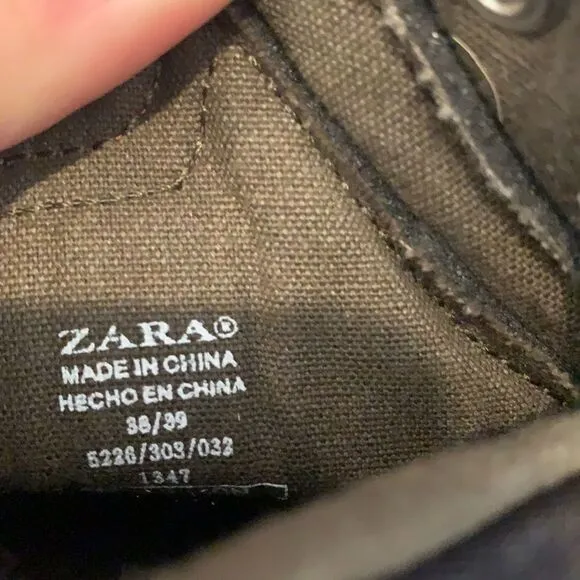 ZARA®
MADE IN CHINA
HECHO EN CHINA
38/39
5226/303/032
1347